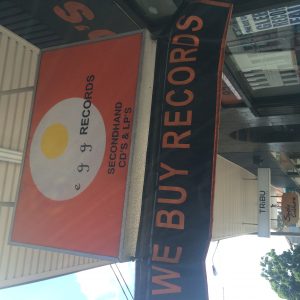 egg RECORDS
SECONDHAND
CD'S & LP'S
WE BUY RECORDS
TRIBU